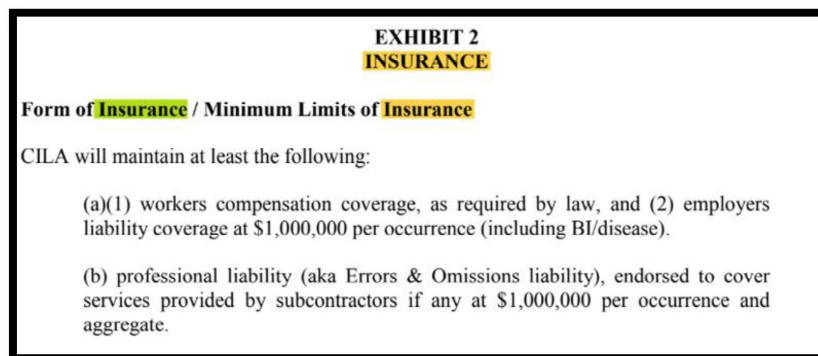 EXHIBIT 2
INSURANCE
Form of Insurance / Minimum Limits of Insurance
CILA will maintain at least the following:
(a)(1) workers compensation coverage, as required by law, and (2) employers
liability coverage at $1,000,000 per occurrence (including BI/disease).
(b) professional liability (aka Errors & Omissions liability), endorsed to cover
services provided by subcontractors if any at $1,000,000 per occurrence and
aggregate.